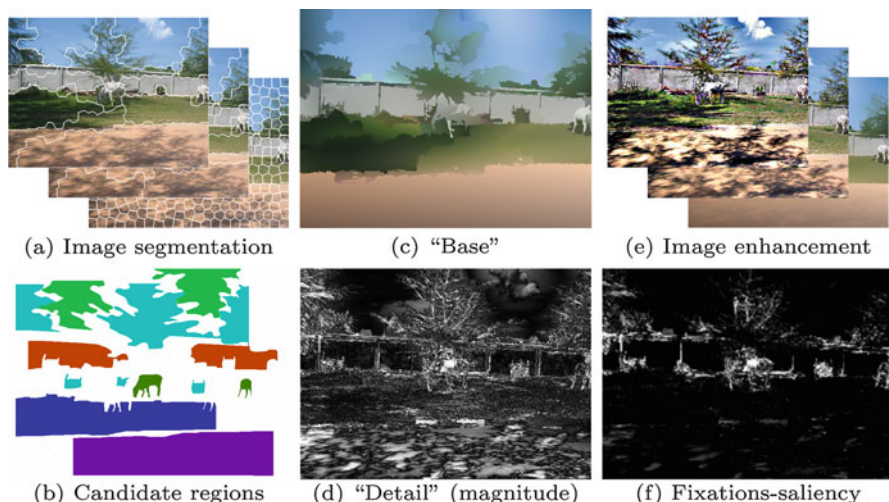 (a) Image segmentation
(c) “Base”
(e) Image enhancement
(b) Candidate regions
(d) “Detail” (magnitude)
(f) Fixations-saliency